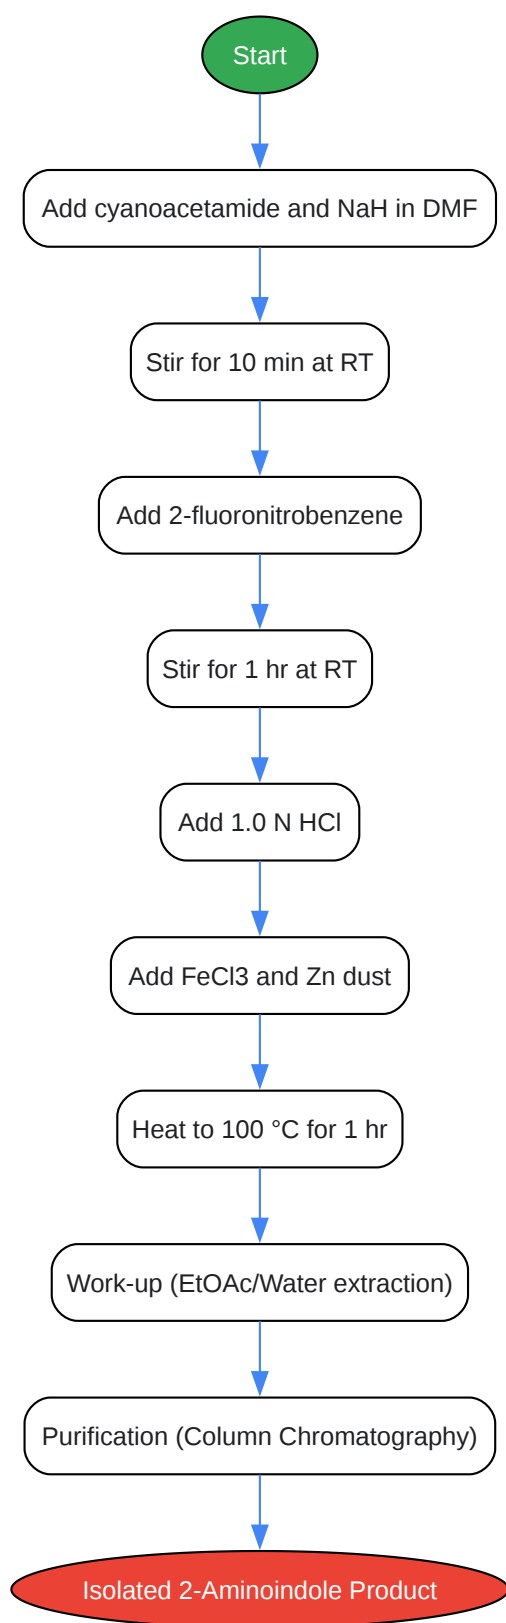 Start
Add cyanoacetamide and NaH in DMF
Stir for 10 min at RT
Add 2-fluoronitrobenzene
Stir for 1 hr at RT
Add 1.0 N HCl
Add FeCl3 and Zn dust
Heat to 100 °C for 1 hr
Work-up (EtOAc/Water extraction)
Purification (Column Chromatography)
Isolated 2-Aminoindole Product